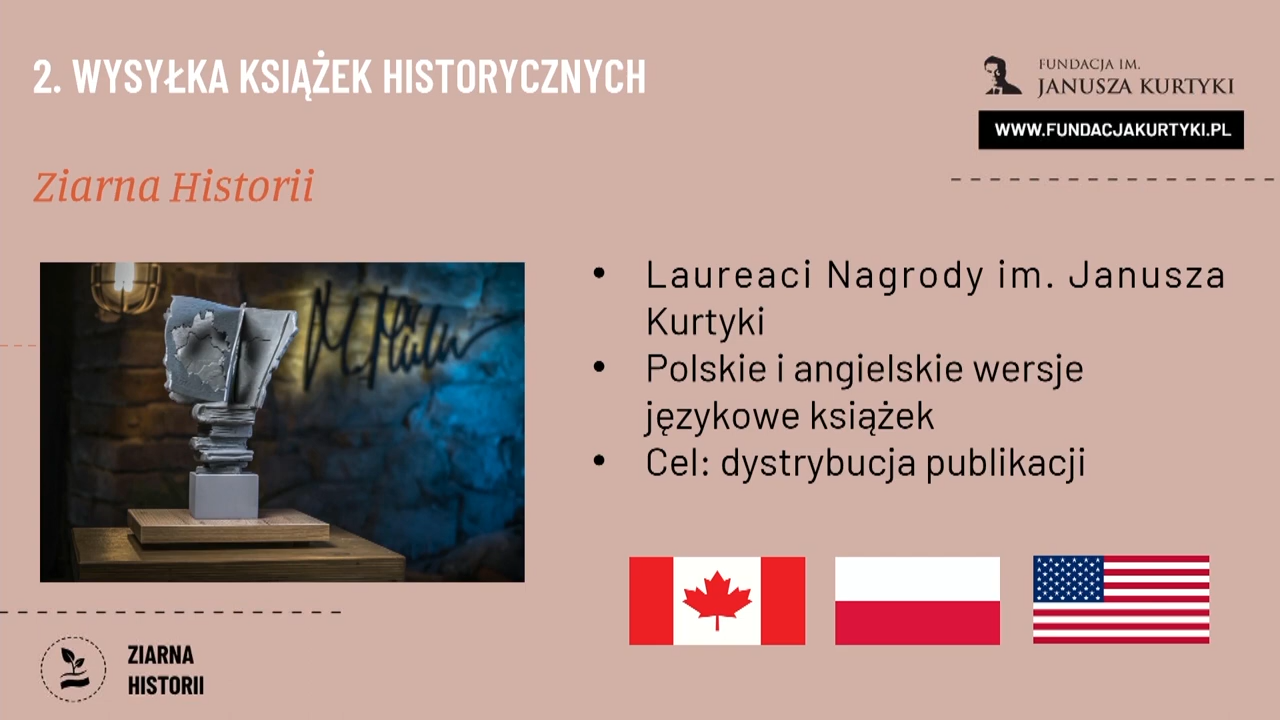 2. WYSYŁKA KSIĄŻEK HISTORYCZNYCH
FUNDACJA IM.
JANUSZA KURTYKI
WWW.FUNDACJAKURTYKI.PL
Ziarna Historii
• Laureaci Nagrody im. Janusza
Kurtyki
• Polskie i angielskie wersje
językowe książek
• Cel: dystrybucja publikacji
ZIARNA
HISTORII